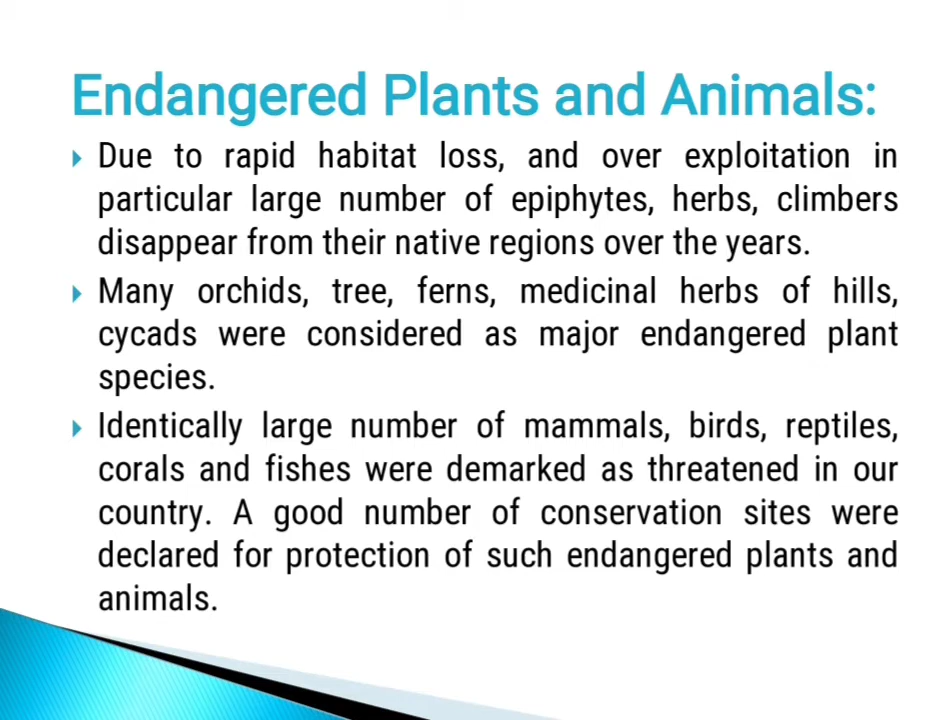 Endangered Plants and Animals:
Due to rapid habitat loss, and over exploitation in
particular large number of epiphytes, herbs, climbers
disappear from their native regions over the years.
Many orchids, tree, ferns, medicinal herbs of hills,
cycads were considered as major endangered plant
species.
Identically large number of mammals, birds, reptiles,
corals and fishes were demarked as threatened in our
country. A good number of conservation sites were
declared for protection of such endangered plants and
animals.